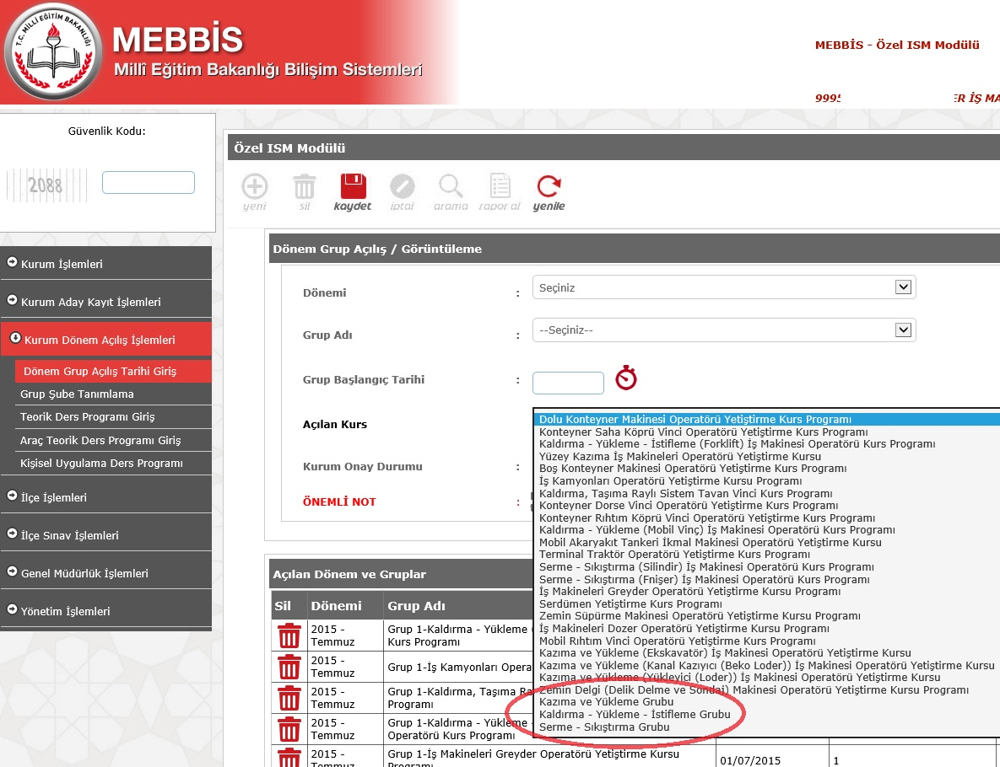 T.C. MİLLİ EĞİTİM BAKANLIĞI
MEBBİS
Millî Eğitim Bakanlığı Bilişim Sistemleri
MEBBİS - Özel ISM Modülü
ER İŞ MA
Güvenlik Kodu:
2088
Kurum İşlemleri
Kurum Aday Kayıt İşlemleri
Kurum Dönem Açılış İşlemleri
Dönem Grup Açılış Tarihi Giriş
Grup Şube Tanımlama
Teorik Ders Programı Giriş
Araç Teorik Ders Programı Giriş
Kişisel Uygulama Ders Programı
İlçe İşlemleri
İlçe Sınav İşlemleri
Genel Müdürlük İşlemleri
Yönetim İşlemleri
Özel ISM Modülü
yeni sil kaydet iptal arama rapor al yenile
Dönem Grup Açılış / Görüntüleme
Dönemi : Seçiniz
Grup Adı : --Seçiniz--
Grup Başlangıç Tarihi :
Açılan Kurs
Kurum Onay Durumu :
ÖNEMLİ NOT :
Dolu Konteyner Makinesi Operatörü Yetiştirme Kurs Programı
Konteyner Saha Köprü Vinci Operatörü Yetiştirme Kurs Programı
Kaldırma - Yükleme - İstifleme (Forklift) İş Makinesi Operatörü Kurs Programı
Yüzey Kazıma İş Makineleri Operatörü Yetiştirme Kursu
Boş Konteyner Makinesi Operatörü Yetiştirme Kurs Programı
İş Kamyonları Operatörü Yetiştirme Kursu Programı
Kaldırma, Taşıma Raylı Sistem Tavan Vinci Kurs Programı
Konteyner Dorse Vinci Operatörü Yetiştirme Kurs Programı
Konteyner Rıhtım Köprü Vinci Operatörü Yetiştirme Kurs Programı
Kaldırma - Yükleme (Mobil Vinç) İş Makinesi Operatörü Kurs Programı
Mobil Akaryakıt Tankeri İkmal Makinesi Operatörü Yetiştirme Kursu
Terminal Traktör Operatörü Yetiştirme Kurs Programı
Serme - Sıkıştırma (Silindir) İş Makinesi Operatörü Kurs Programı
Serme - Sıkıştırma (Fnişer) İş Makinesi Operatörü Kurs Programı
İş Makineleri Greyder Operatörü Yetiştirme Kursu Programı
Serdümen Yetiştirme Kurs Programı
Zemin Süpürme Makinesi Operatörü Yetiştirme Kursu Programı
İş Makineleri Dozer Operatörü Yetiştirme Kursu Programı
Mobil Rıhtım Vinci Operatörü Yetiştirme Kurs Programı
Kazıma ve Yükleme (Ekskavatör) İş Makinesi Operatörü Yetiştirme Kursu
Kazıma ve Yükleme (Kanal Kazıyıcı (Beko Loder)) İş Makinesi Operatörü Yetiştirme Kursu
Kazıma ve Yükleme (Yükleyici (Loder)) İş Makinesi Operatörü Yetiştirme Kursu
Zemin Delgi (Delik Delme ve Sondaj) Makinesi Operatörü Yetiştirme Kursu Programı
Kazıma ve Yükleme Grubu
Kaldırma - Yükleme - İstifleme Grubu
Serme - Sıkıştırma Grubu
Açılan Dönem ve Gruplar
Sil Dönemi Grup Adı
2015 - Grup 1-Kaldırma - Yükleme
Temmuz Kurs Programı
2015 - Grup 1-İş Kamyonları Opera
Temmuz
2015 - Grup 1-Kaldırma, Taşıma Ra
Temmuz Programı
2015 - Grup 1-Kaldırma - Yükleme
Temmuz Operatörü Kurs Programı
2015 - Grup 1-İş Makineleri Greyder Operatörü Yetiştirme Kursu 01/07/2015 1
Temmuz Programı